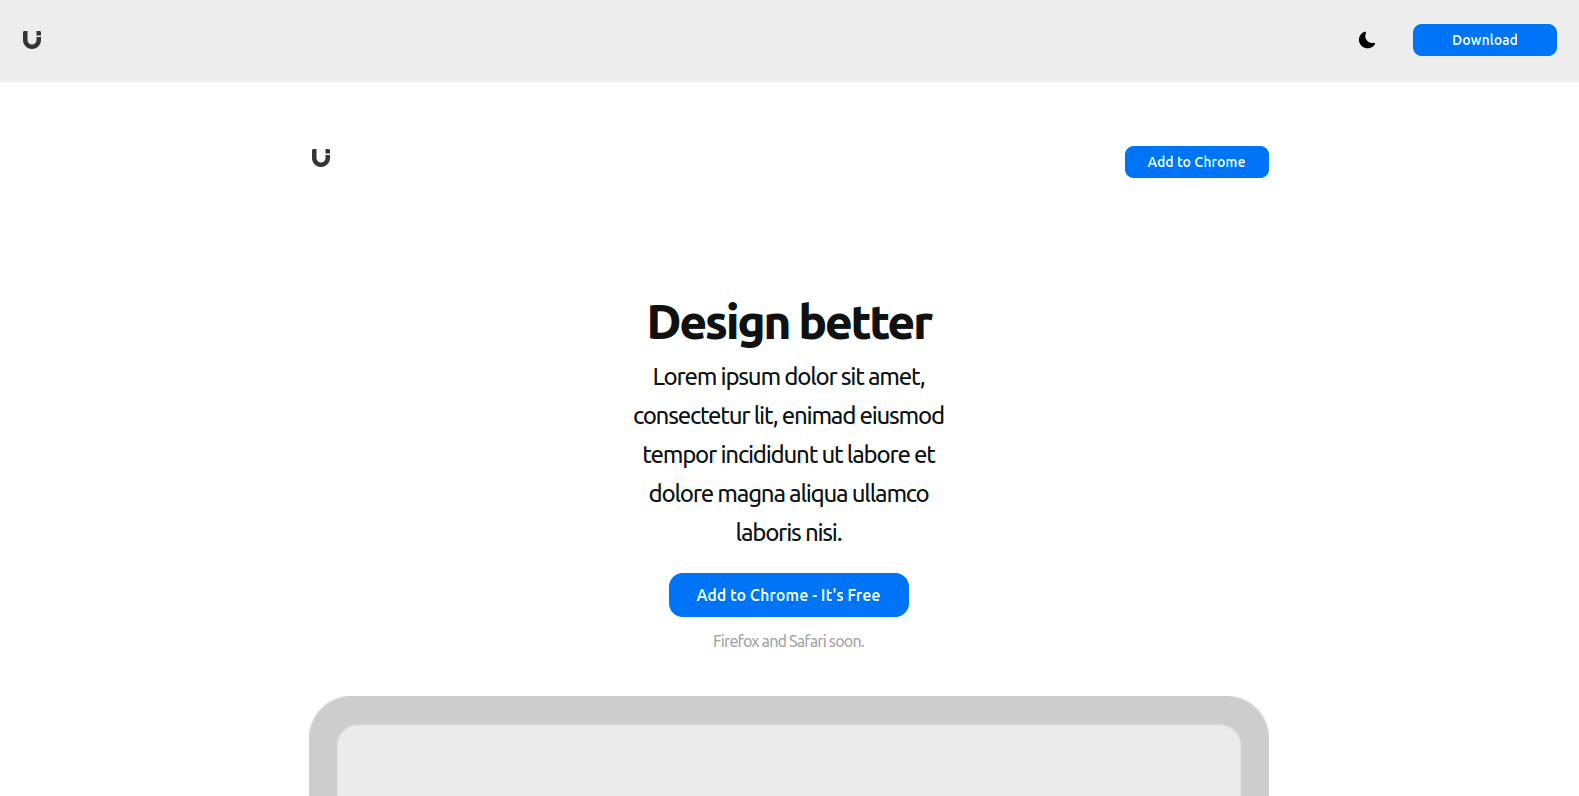 Download
Add to Chrome
Design better
Lorem ipsum dolor sit amet,
consectetur lit, enimad eiusmod
tempor incididunt ut labore et
dolore magna aliqua ullamco
laboris nisi.
Add to Chrome - It's Free
Firefox and Safari soon.